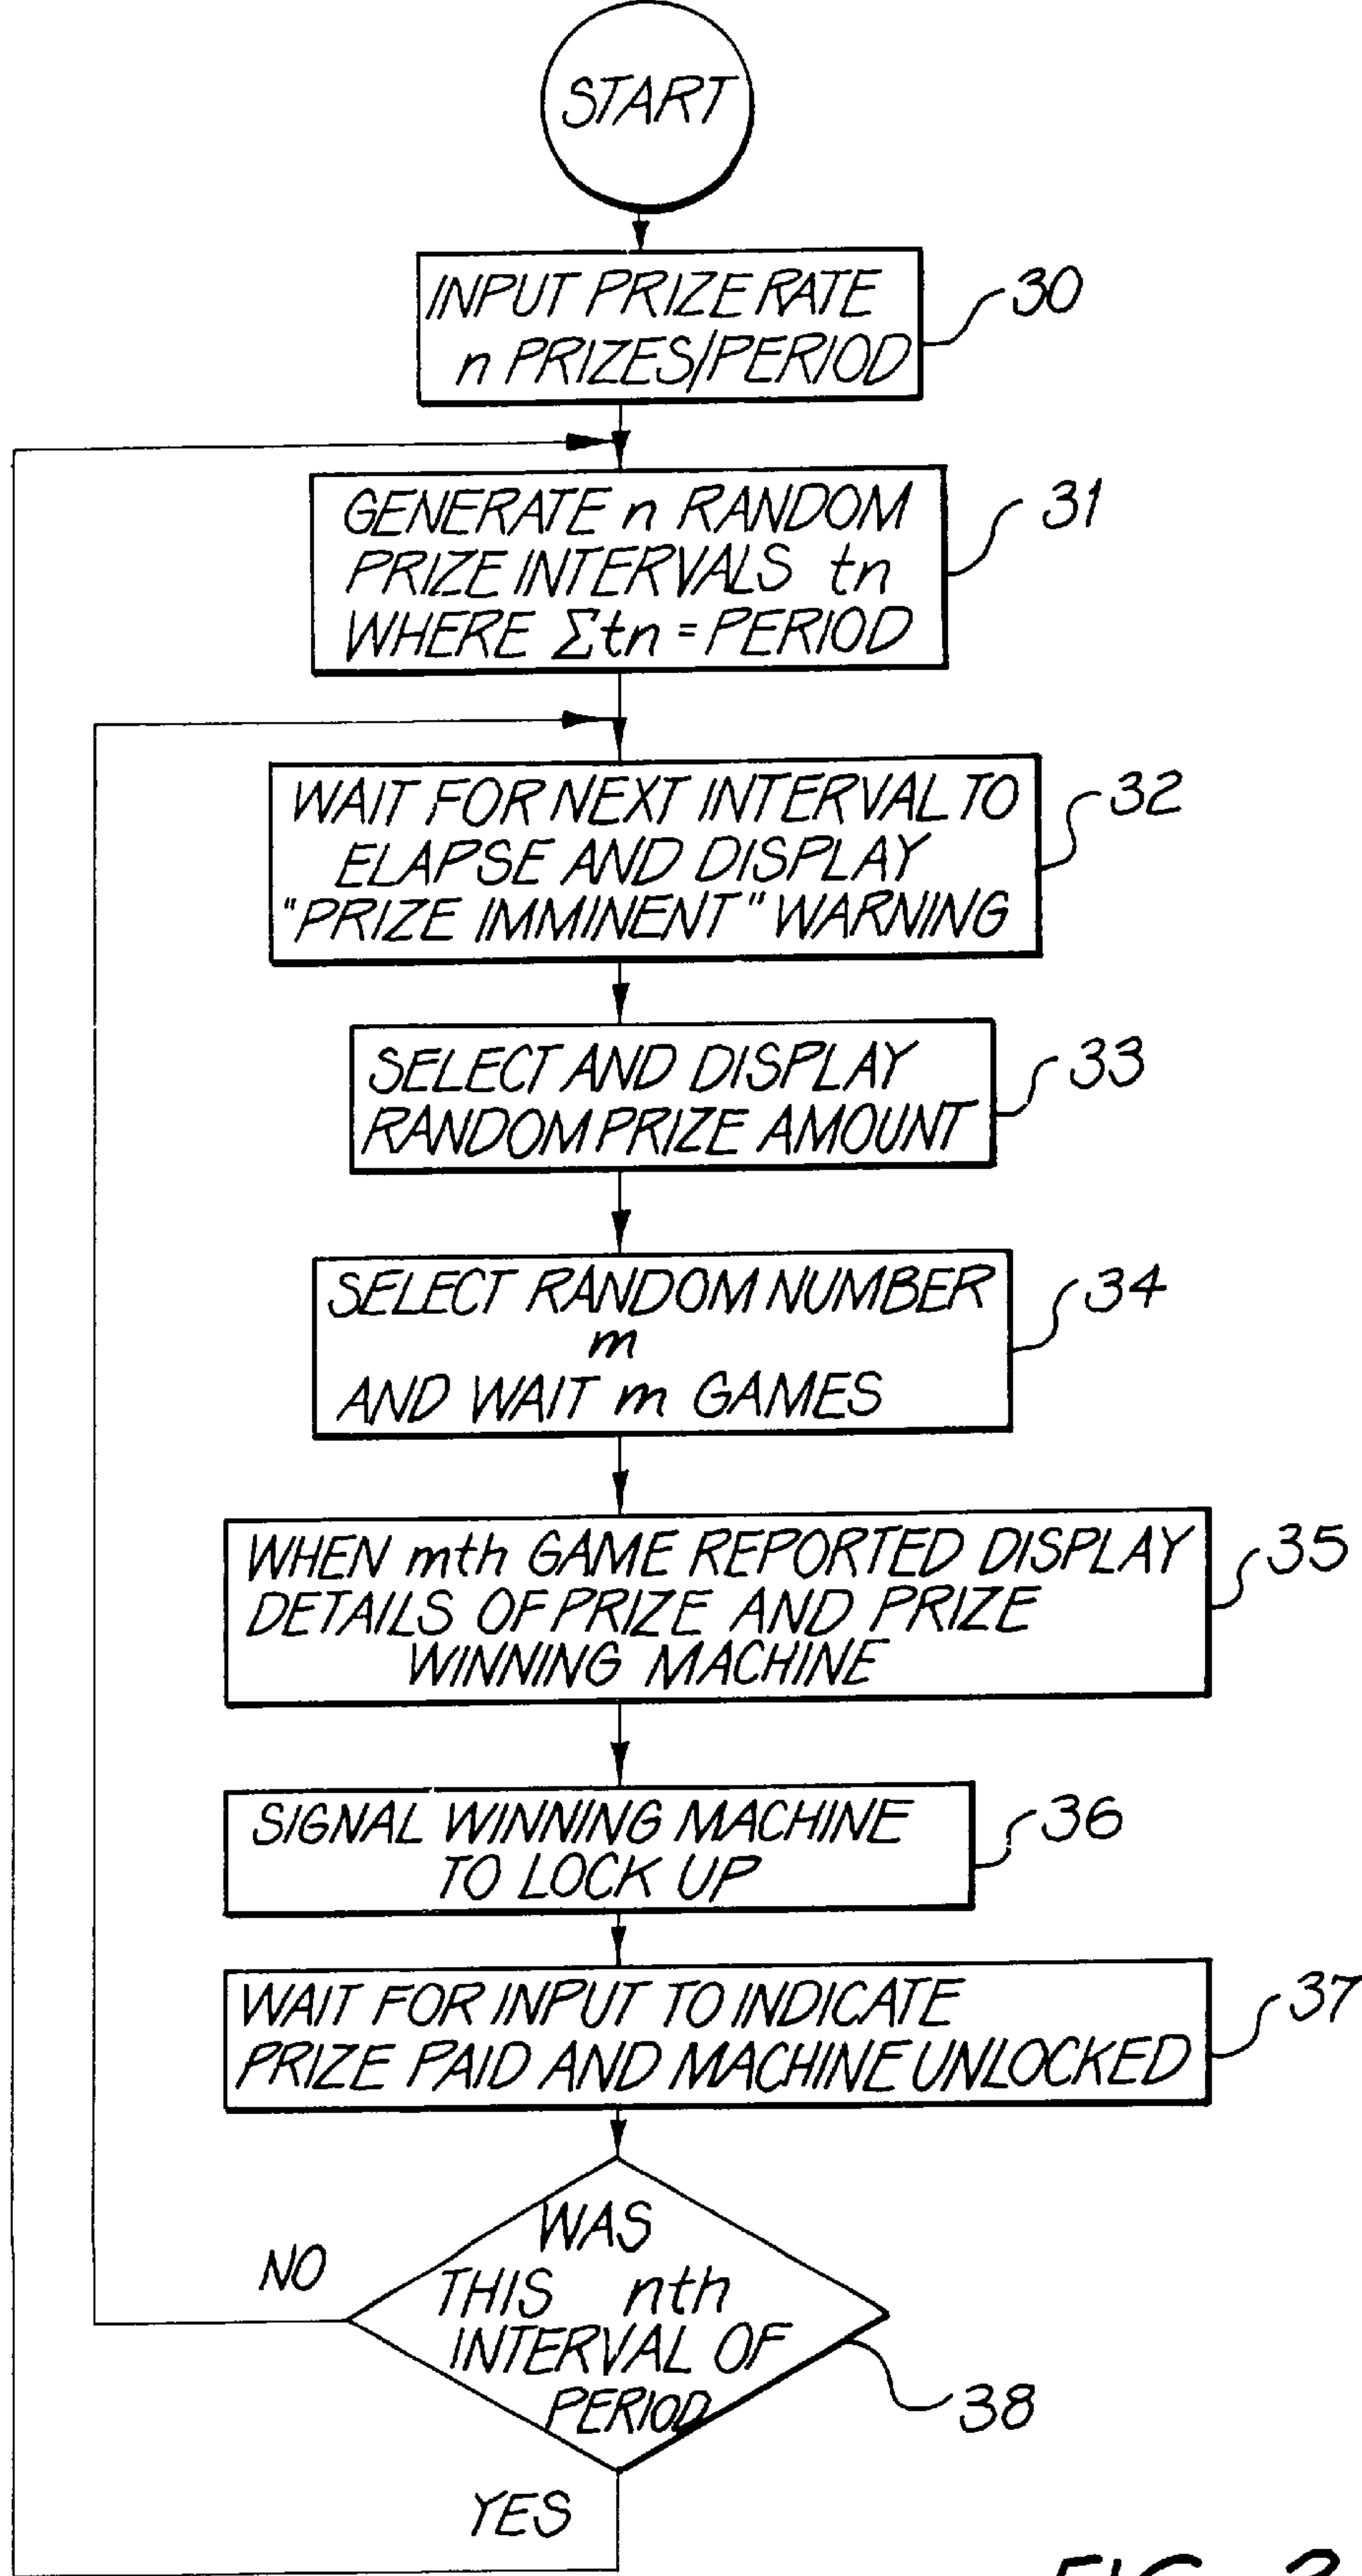 START
INPUT PRIZE RATE
n PRIZES/PERIOD
30
GENERATE n RANDOM
PRIZE INTERVALS tn
WHERE Σtn = PERIOD
31
WAIT FOR NEXT INTERVAL TO
ELAPSE AND DISPLAY
"PRIZE IMMINENT" WARNING
32
SELECT AND DISPLAY
RANDOM PRIZE AMOUNT
33
SELECT RANDOM NUMBER
m
AND WAIT m GAMES
34
WHEN mth GAME REPORTED DISPLAY
DETAILS OF PRIZE AND PRIZE
WINNING MACHINE
35
SIGNAL WINNING MACHINE
TO LOCK UP
36
WAIT FOR INPUT TO INDICATE
PRIZE PAID AND MACHINE UNLOCKED
37
WAS
THIS nth
INTERVAL OF
PERIOD
38
NO
YES